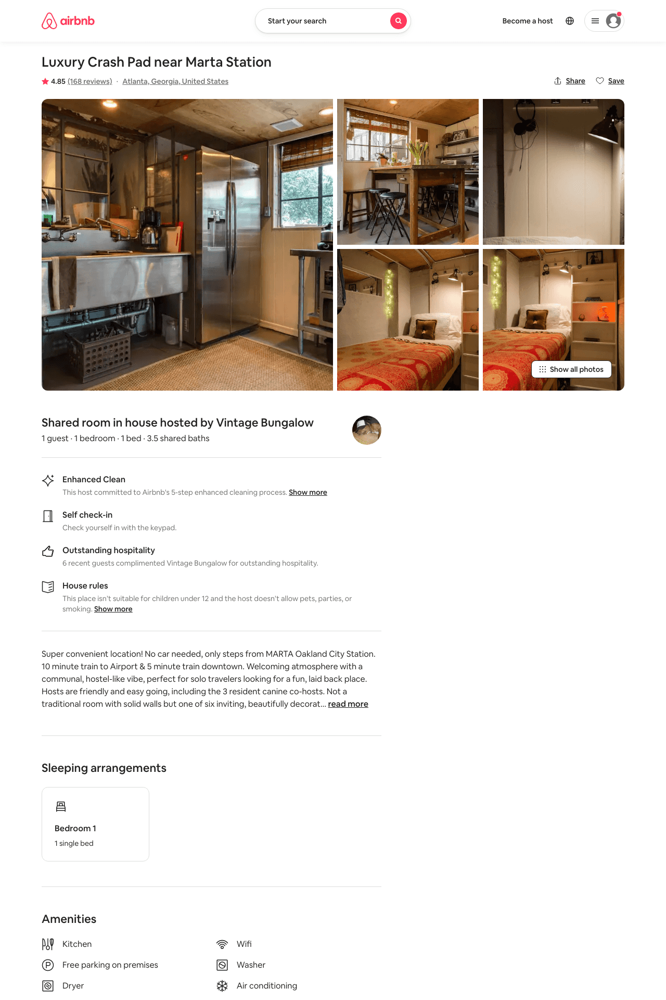 airbnb
Start your search
Become a host
Luxury Crash Pad near Marta Station
4.85 (168 reviews) · Atlanta, Georgia, United States
Share
Save
Show all photos
Shared room in house hosted by Vintage Bungalow
1 guest · 1 bedroom · 1 bed · 3.5 shared baths
Enhanced Clean
This host committed to Airbnb's 5-step enhanced cleaning process. Show more
Self check-in
Check yourself in with the keypad.
Outstanding hospitality
6 recent guests complimented Vintage Bungalow for outstanding hospitality.
House rules
This place isn’t suitable for children under 12 and the host doesn’t allow pets, parties, or
smoking. Show more
Super convenient location! No car needed, only steps from MARTA Oakland City Station.
10 minute train to Airport & 5 minute train downtown. Welcoming atmosphere with a
communal, hostel-like vibe, perfect for solo travelers looking for a fun, laid back place.
Hosts are friendly and easy going, including the 3 resident canine co-hosts. Not a
traditional room with solid walls but one of six inviting, beautifully decorat... read more
Sleeping arrangements
Bedroom 1
1 single bed
Amenities
Kitchen
Wifi
Free parking on premises
Washer
Dryer
Air conditioning